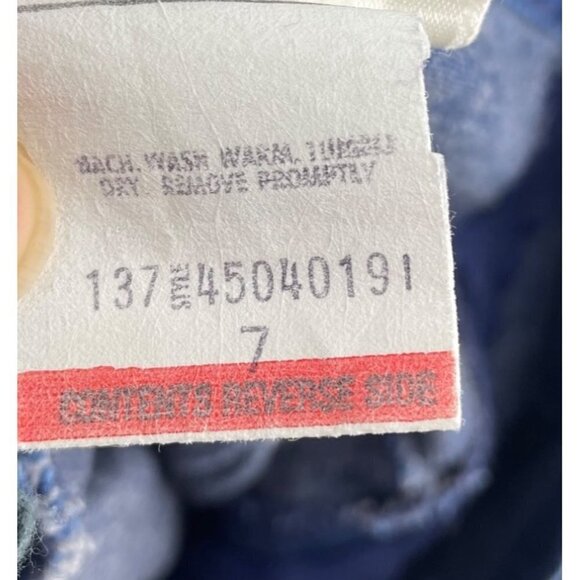 MACH. WASH WARM. TUMBLE
DRY. REMOVE PROMPTLY
137 STYLE 45040191
7
CONTENTS REVERSE SIDE